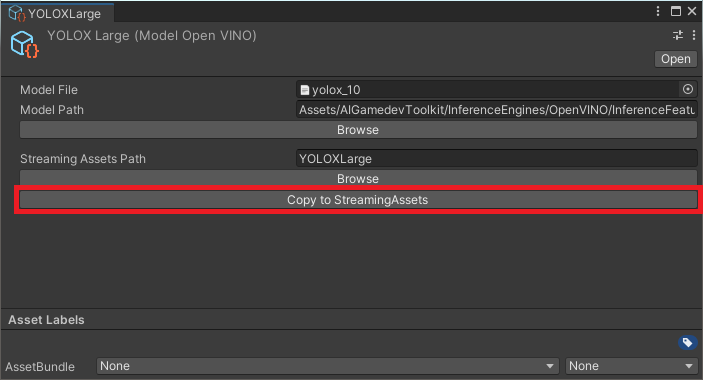 YOLOXLarge
YOLOX Large (Model Open VINO)
Open
Model File yolox_10
Model Path Assets/AIGamedevToolkit/InferenceEngines/OpenVINO/InferenceFeatu
Browse
Streaming Assets Path YOLOXLarge
Browse
Copy to StreamingAssets
Asset Labels
AssetBundle None None